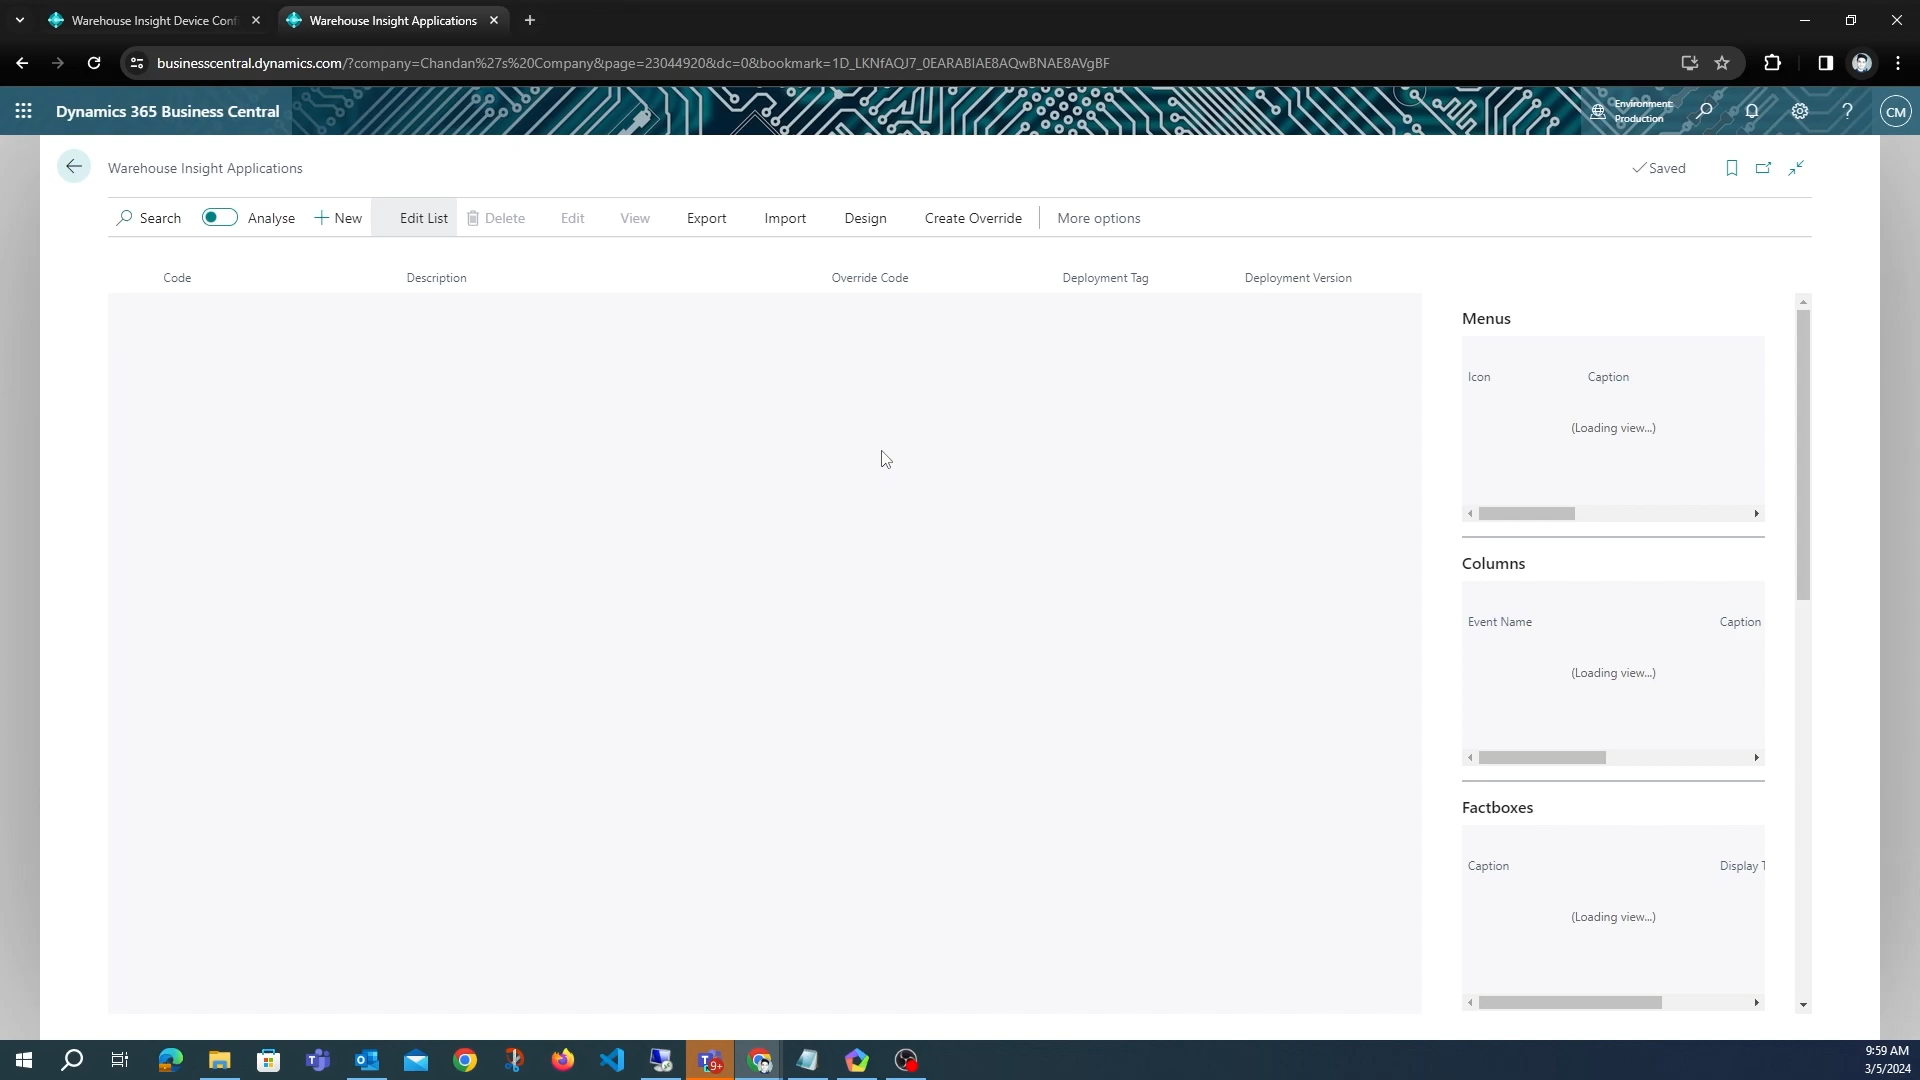 Warehouse Insight Device Confi
Warehouse Insight Applications
businesscentral.dynamics.com/?company=Chandan%27s%20Company&page=23044920&dc=0&bookmark=1D_LKNfAQJ7_0EARABIAE8AQwBNAE8AVgBF
Dynamics 365 Business Central
Environment:
Production
CM
Warehouse Insight Applications
Saved
Search
Analyse
New
Edit List
Delete
Edit
View
Export
Import
Design
Create Override
More options
Code
Description
Override Code
Deployment Tag
Deployment Version
Menus
Icon
Caption
(Loading view...)
Columns
Event Name
Caption
(Loading view...)
Factboxes
Caption
Display T
(Loading view...)
9+
9:59 AM
3/5/2024